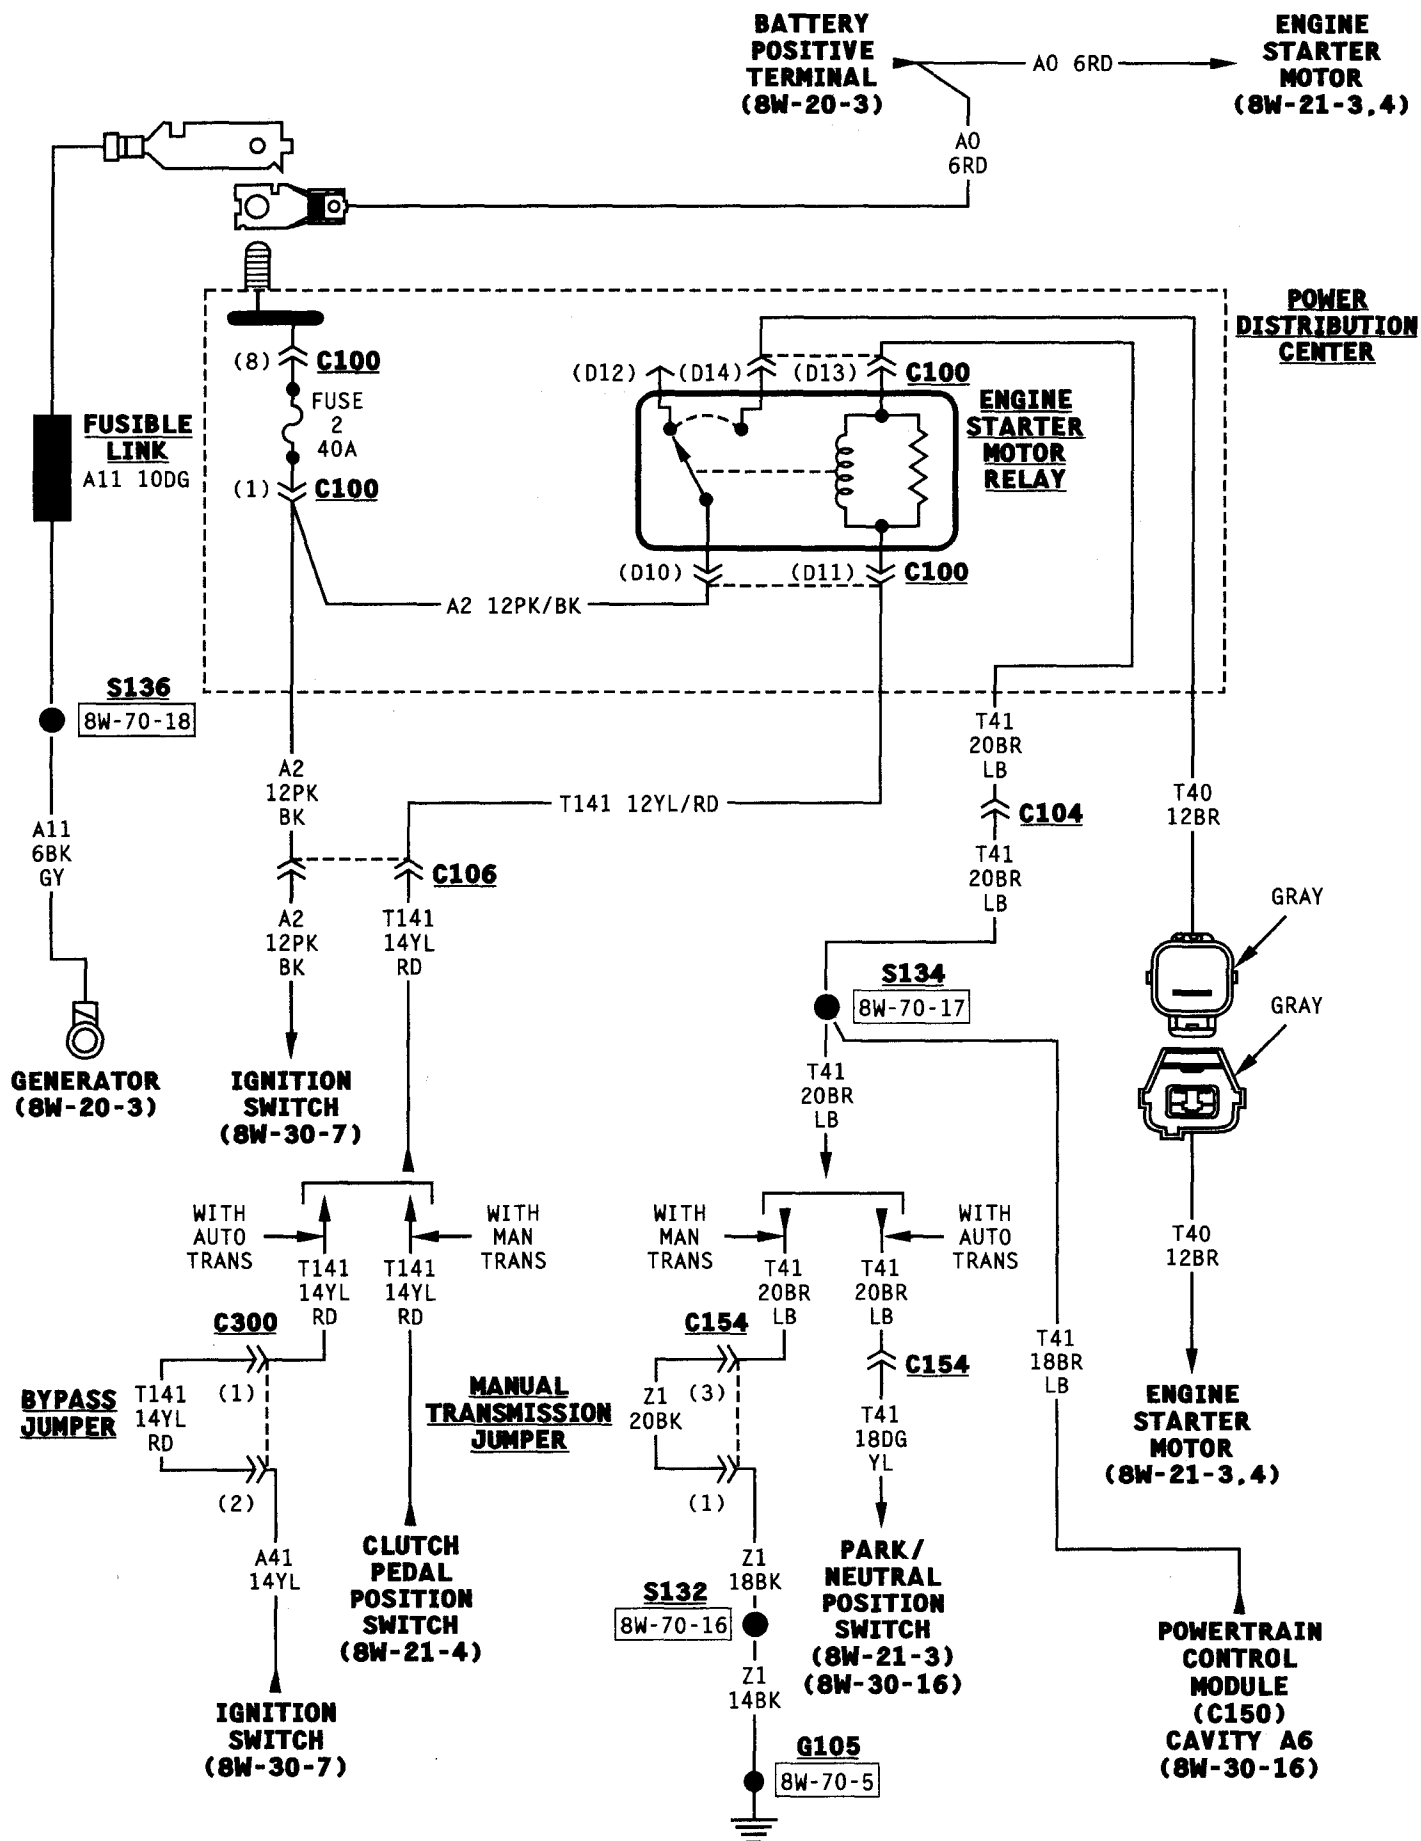 BATTERY
POSITIVE
TERMINAL
(8W-20-3)
A0 6RD
ENGINE
STARTER
MOTOR
(8W-21-3,4)
A0
6RD
POWER
DISTRIBUTION
CENTER
(8)
C100
FUSE
2
40A
(1)
C100
FUSIBLE
LINK
A11 10DG
(D12)
(D14)
(D13)
C100
ENGINE
STARTER
MOTOR
RELAY
(D10)
(D11)
C100
A2 12PK/BK
S136
8W-70-18
T41
20BR
LB
A2
12PK
BK
T141 12YL/RD
T40
12BR
C104
A11
6BK
GY
T41
20BR
LB
C106
GRAY
A2
12PK
BK
T141
14YL
RD
S134
8W-70-17
GRAY
GENERATOR
(8W-20-3)
IGNITION
SWITCH
(8W-30-7)
T41
20BR
LB
WITH
AUTO
TRANS
WITH
MAN
TRANS
WITH
MAN
TRANS
WITH
AUTO
TRANS
T40
12BR
T141
14YL
RD
T141
14YL
RD
T41
20BR
LB
T41
20BR
LB
C300
C154
T41
18BR
LB
C154
BYPASS
JUMPER
T141
14YL
RD
(1)
(2)
MANUAL
TRANSMISSION
JUMPER
Z1
20BK
(3)
(1)
T41
18DG
YL
ENGINE
STARTER
MOTOR
(8W-21-3,4)
A41
14YL
CLUTCH
PEDAL
POSITION
SWITCH
(8W-21-4)
Z1
18BK
S132
8W-70-16
PARK/
NEUTRAL
POSITION
SWITCH
(8W-21-3)
(8W-30-16)
Z1
14BK
POWERTRAIN
CONTROL
MODULE
(C150)
CAVITY A6
(8W-30-16)
IGNITION
SWITCH
(8W-30-7)
G105
8W-70-5